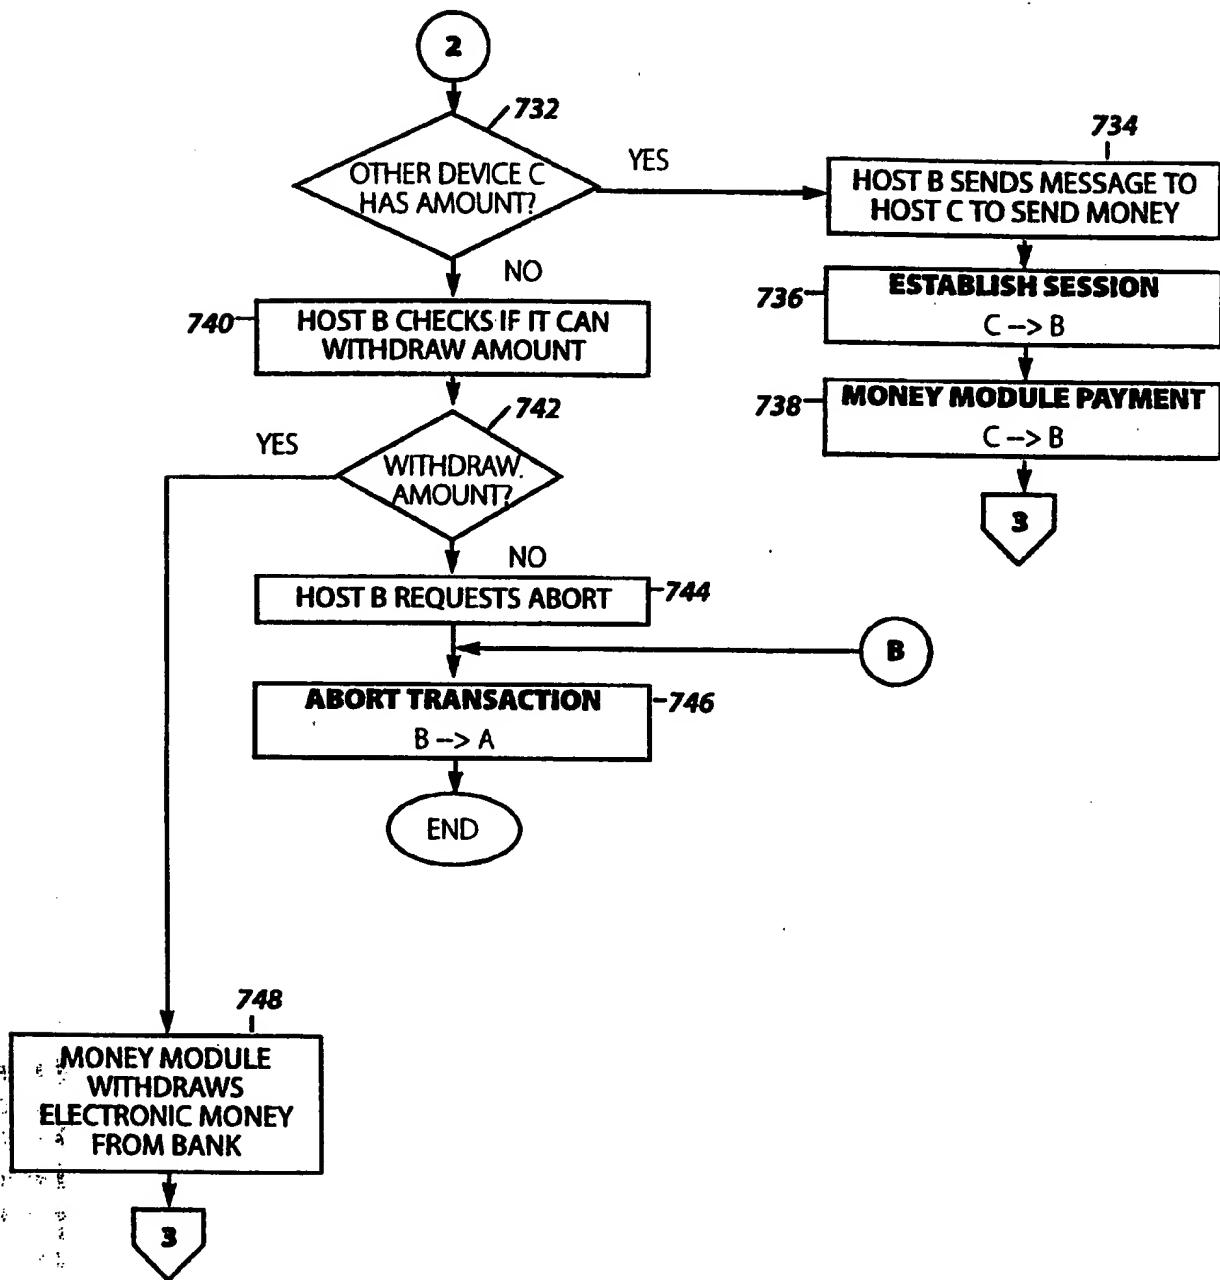 2
732
OTHER DEVICE C
HAS AMOUNT?
YES
734
HOST B SENDS MESSAGE TO
HOST C TO SEND MONEY
NO
736
ESTABLISH SESSION
C --> B
740
HOST B CHECKS IF IT CAN
WITHDRAW AMOUNT
738
MONEY MODULE PAYMENT
C --> B
742
YES
WITHDRAW
AMOUNT?
3
NO
HOST B REQUESTS ABORT
744
B
ABORT TRANSACTION
746
B --> A
END
748
MONEY MODULE
WITHDRAWS
ELECTRONIC MONEY
FROM BANK
3